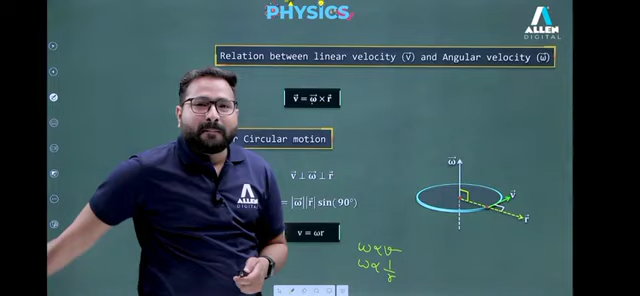 PHYSICS
ALLEN
DIGITAL
Relation between linear velocity (v⃗) and Angular velocity (ω⃗)
v⃗ = ω⃗ × r⃗
r Circular motion
v⃗ ⊥ ω⃗ ⊥ r⃗
= |ω⃗||r⃗| sin(90°)
v = ωr
ω⃗
v⃗
r⃗
ω ∝ v
ω ∝ 1/r
ALLEN
DIGITAL